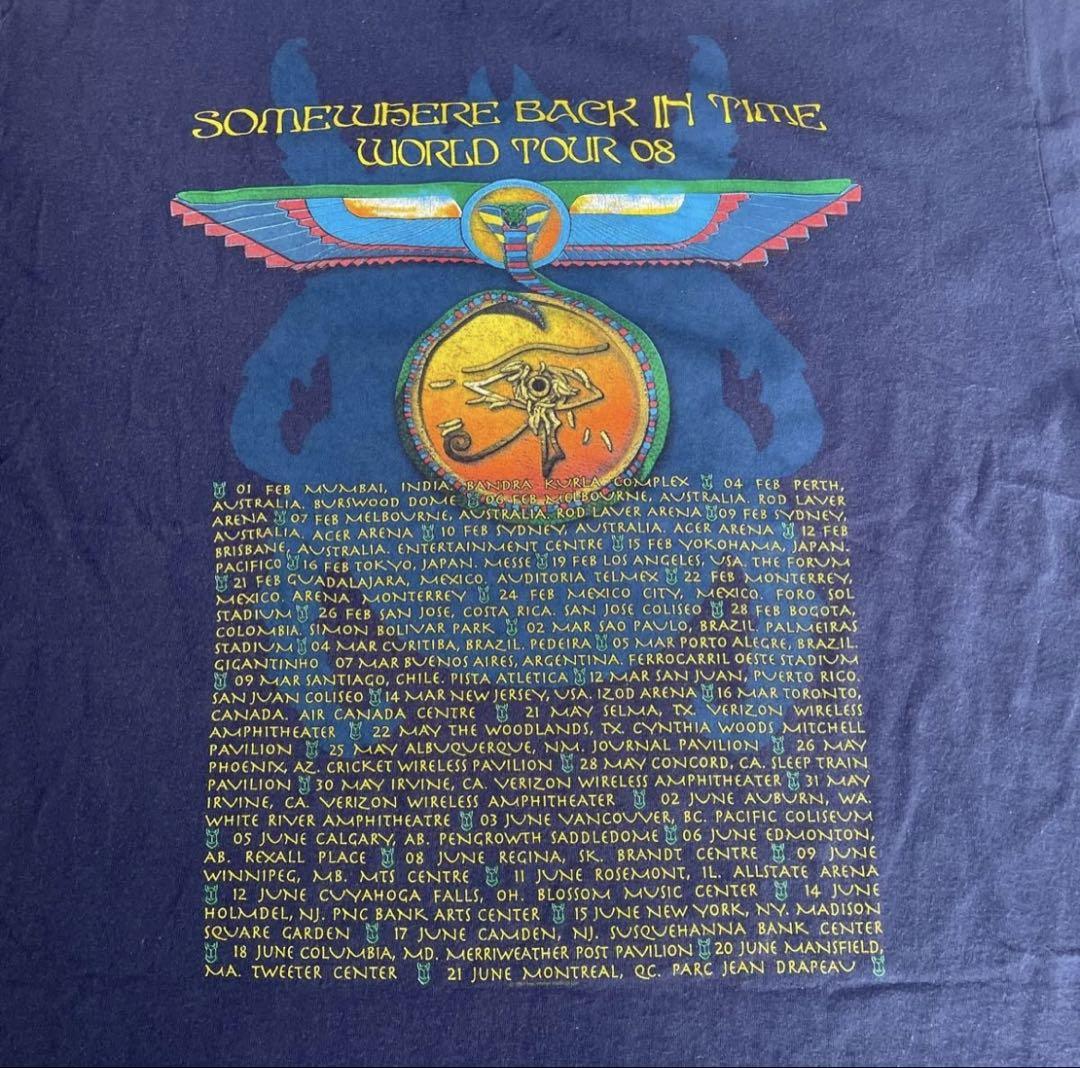 SOMEWHERE BACK IN TIME
WORLD TOUR 08
01 FEB MUMBAI, INDIA. BANDRA KURLA COMPLEX 04 FEB PERTH,
AUSTRALIA. BURSWOOD DOME 06 FEB MELBOURNE, AUSTRALIA. ROD LAVER
ARENA 07 FEB MELBOURNE, AUSTRALIA. ROD LAVER ARENA 09 FEB SYDNEY,
AUSTRALIA. ACER ARENA 10 FEB SYDNEY, AUSTRALIA. ACER ARENA 12 FEB
BRISBANE, AUSTRALIA. ENTERTAINMENT CENTRE 15 FEB YOKOHAMA, JAPAN.
PACIFICO 16 FEB TOKYO, JAPAN. MESSE 19 FEB LOS ANGELES, USA. THE FORUM
21 FEB GUADALAJARA, MEXICO. AUDITORIA TELMEX 22 FEB MONTERREY,
MEXICO. ARENA MONTERREY 24 FEB MEXICO CITY, MEXICO. FORO SOL
STADIUM 26 FEB SAN JOSE, COSTA RICA. SAN JOSE COLISEO 28 FEB BOGOTA,
COLOMBIA. SIMON BOLIVAR PARK 02 MAR SAO PAULO, BRAZIL. PALMEIRAS
STADIUM 04 MAR CURITIBA, BRAZIL. PEDEIRA 05 MAR PORTO ALEGRE, BRAZIL.
GIGANTINHO 07 MAR BUENOS AIRES, ARGENTINA. FERROCARRIL OESTE STADIUM
09 MAR SANTIAGO, CHILE. PISTA ATLETICA 12 MAR SAN JUAN, PUERTO RICO.
SAN JUAN COLISEO 14 MAR NEW JERSEY, USA. IZOD ARENA 16 MAR TORONTO,
CANADA. AIR CANADA CENTRE 21 MAY SELMA, TX. VERIZON WIRELESS
AMPHITHEATER 22 MAY THE WOODLANDS, TX. CYNTHIA WOODS MITCHELL
PAVILION 25 MAY ALBUQUERQUE, NM. JOURNAL PAVILION 26 MAY
PHOENIX, AZ. CRICKET WIRELESS PAVILION 28 MAY CONCORD, CA. SLEEP TRAIN
PAVILION 30 MAY IRVINE, CA. VERIZON WIRELESS AMPHITHEATER 31 MAY
IRVINE, CA. VERIZON WIRELESS AMPHITHEATER 02 JUNE AUBURN, WA.
WHITE RIVER AMPHITHEATRE 03 JUNE VANCOUVER, BC. PACIFIC COLISEUM
05 JUNE CALGARY, AB. PENGROWTH SADDLEDOME 06 JUNE EDMONTON,
AB. REXALL PLACE 08 JUNE REGINA, SK. BRANDT CENTRE 09 JUNE
WINNIPEG, MB. MTS CENTRE 11 JUNE ROSEMONT, IL. ALLSTATE ARENA
12 JUNE CUYAHOGA FALLS, OH. BLOSSOM MUSIC CENTER 14 JUNE
HOLMDEL, NJ. PNC BANK ARTS CENTER 15 JUNE NEW YORK, NY. MADISON
SQUARE GARDEN 17 JUNE CAMDEN, NJ. SUSQUEHANNA BANK CENTER
18 JUNE COLUMBIA, MD. MERRIWEATHER POST PAVILION 20 JUNE MANSFIELD,
MA. TWEETER CENTER 21 JUNE MONTREAL, QC. PARC JEAN DRAPEAU